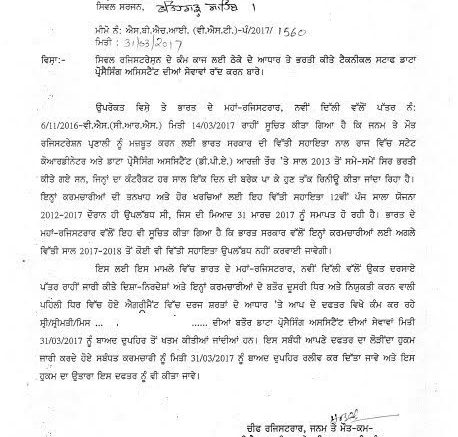 ਸਿਵਲ ਸਰਜਨ,
ਮੀਮੋ ਨੰ: ਐਸ.ਬੀ.ਐਚ.ਆਈ. (ਵੀ.ਐਸ.ਟੀ.)-ਪੰ/2017/ 1560
ਮਿਤੀ : 31/03/2017
ਵਿਸ਼ਾ:- ਸਿਵਲ ਰਜਿਸਟਰੇਸ਼ਨ ਦੇ ਕੰਮ ਕਾਜ ਲਈ ਠੇਕੇ ਦੇ ਆਧਾਰ ਤੇ ਭਰਤੀ ਕੀਤੇ ਟੈਕਨੀਕਲ ਸਟਾਫ ਡਾਟਾ
ਪ੍ਰੋਸੈਸਿੰਗ ਅਸਿਸਟੈਂਟ ਦੀਆਂ ਸੇਵਾਵਾਂ ਰੱਦ ਕਰਨ ਬਾਰੇ।
ਉਪਰੋਕਤ ਵਿਸ਼ੇ ਤੇ ਭਾਰਤ ਦੇ ਮਹਾਂ-ਰਜਿਸਟਰਾਰ, ਨਵੀਂ ਦਿੱਲੀ ਵੱਲੋਂ ਪੱਤਰ ਨੰ:
6/11/2016-ਵੀ.ਐਸ.(ਸੀ.ਆਰ.ਐਸ.) ਮਿਤੀ 14/03/2017 ਰਾਹੀਂ ਸੂਚਿਤ ਕੀਤਾ ਗਿਆ ਹੈ ਕਿ ਜਨਮ ਤੇ ਮੌਤ
ਰਜਿਸਟਰੇਸ਼ਨ ਪ੍ਰਣਾਲੀ ਨੂੰ ਮਜ਼ਬੂਤ ਕਰਨ ਲਈ ਭਾਰਤ ਸਰਕਾਰ ਦੀ ਵਿੱਤੀ ਸਹਾਇਤਾ ਨਾਲ ਰਾਜ ਵਿੱਚ ਸਟੇਟ
ਕੋਆਰਡੀਨੇਟਰ ਅਤੇ ਡਾਟਾ ਪ੍ਰੋਸੈਸਿੰਗ ਅਸਿਸਟੈਂਟ (ਡੀ.ਪੀ.ਏ.) ਆਰਜ਼ੀ ਤੌਰ 'ਤੇ ਸਾਲ 2013 ਤੋਂ ਸਮੇਂ-ਸਮੇਂ ਸਿਰ ਭਰਤੀ
ਕੀਤੇ ਗਏ ਸਨ, ਜਿਨ੍ਹਾਂ ਦਾ ਕੰਟਰੈਕਟ ਹਰ ਸਾਲ ਇੱਕ ਦਿਨ ਦੀ ਬਰੇਕ ਪਾ ਕੇ ਹੁਣ ਤੱਕ ਰਿਨਿਊ ਕੀਤਾ ਜਾਂਦਾ ਰਿਹਾ ਹੈ।
ਇਨ੍ਹਾਂ ਕਰਮਚਾਰੀਆਂ ਦੀ ਤਨਖਾਹ ਅਤੇ ਹੋਰ ਖਰਚਿਆਂ ਲਈ ਇਹ ਵਿੱਤੀ ਸਹਾਇਤਾ 12ਵੀਂ ਪੰਜ ਸਾਲਾ ਯੋਜਨਾ
2012-2017 ਦੌਰਾਨ ਹੀ ਉਪਲਬੱਧ ਸੀ, ਜਿਸ ਦੀ ਮਿਆਦ 31 ਮਾਰਚ 2017 ਨੂੰ ਸਮਾਪਤ ਹੋ ਰਹੀ ਹੈ। ਭਾਰਤ ਦੇ
ਮਹਾਂ-ਰਜਿਸਟਰਾਰ ਵੱਲੋਂ ਇਹ ਵੀ ਸੂਚਿਤ ਕੀਤਾ ਗਿਆ ਹੈ ਕਿ ਭਾਰਤ ਸਰਕਾਰ ਵੱਲੋਂ ਇਨ੍ਹਾਂ ਕਰਮਚਾਰੀਆਂ ਲਈ ਅਗਲੇ
ਵਿੱਤੀ ਸਾਲ 2017-2018 ਤੋਂ ਕੋਈ ਵੀ ਵਿੱਤੀ ਸਹਾਇਤਾ ਉਪਲਬੱਧ ਨਹੀਂ ਕਰਵਾਈ ਜਾਵੇਗੀ।
ਇਸ ਲਈ ਇਸ ਮਾਮਲੇ ਵਿੱਚ ਭਾਰਤ ਦੇ ਮਹਾਂ-ਰਜਿਸਟਰਾਰ, ਨਵੀਂ ਦਿੱਲੀ ਵੱਲੋਂ ਉਕਤ ਦਰਸਾਏ
ਪੱਤਰ ਰਾਹੀਂ ਜਾਰੀ ਕੀਤੇ ਦਿਸ਼ਾ-ਨਿਰਦੇਸ਼ਾਂ ਅਤੇ ਇਨ੍ਹਾਂ ਕਰਮਚਾਰੀਆਂ ਦੇ ਬਤੌਰ ਦੂਸਰੀ ਧਿਰ ਅਤੇ ਨਿਯੁਕਤੀ ਕਰਨ ਵਾਲੀ
ਪਹਿਲੀ ਧਿਰ ਵਿੱਚ ਹੋਏ ਐਗਰੀਮੈਂਟ ਵਿੱਚ ਦਰਜ ਸ਼ਰਤਾਂ ਦੇ ਆਧਾਰ 'ਤੇ ਆਪ ਦੇ ਦਫਤਰ ਵਿਖੇ ਕੰਮ ਕਰ ਰਹੇ
ਸ਼੍ਰੀ/ਸ਼੍ਰੀਮਤੀ/ਮਿਸ . ...... ਦੀਆਂ ਬਤੌਰ ਡਾਟਾ ਪ੍ਰੋਸੈਸਿੰਗ ਅਸਿਸਟੈਂਟ ਦੀਆਂ ਸੇਵਾਵਾਂ ਮਿਤੀ
31/03/2017 ਨੂੰ ਬਾਅਦ ਦੁਪਹਿਰ ਤੋਂ ਖਤਮ ਕੀਤੀਆਂ ਜਾਂਦੀਆਂ ਹਨ। ਇਸ ਸਬੰਧੀ ਆਪਣੇ ਦਫਤਰ ਦਾ ਲੋੜੀਂਦਾ ਹੁਕਮ
ਜਾਰੀ ਕਰਦੇ ਹੋਏ ਸਬੰਧਤ ਕਰਮਚਾਰੀ ਨੂੰ ਮਿਤੀ 31/03/2017 ਨੂੰ ਬਾਅਦ ਦੁਪਹਿਰ ਰਲੀਵ ਕਰ ਦਿੱਤਾ ਜਾਵੇ ਅਤੇ ਇਸ
ਹੁਕਮ ਦਾ ਉਤਾਰਾ ਇਸ ਦਫਤਰ ਨੂੰ ਵੀ ਕੀਤਾ ਜਾਵੇ।
ਚੀਫ ਰਜਿਸਟਰਾਰ, ਜਨਮ ਤੇ ਮੌਤ-ਕਮ-